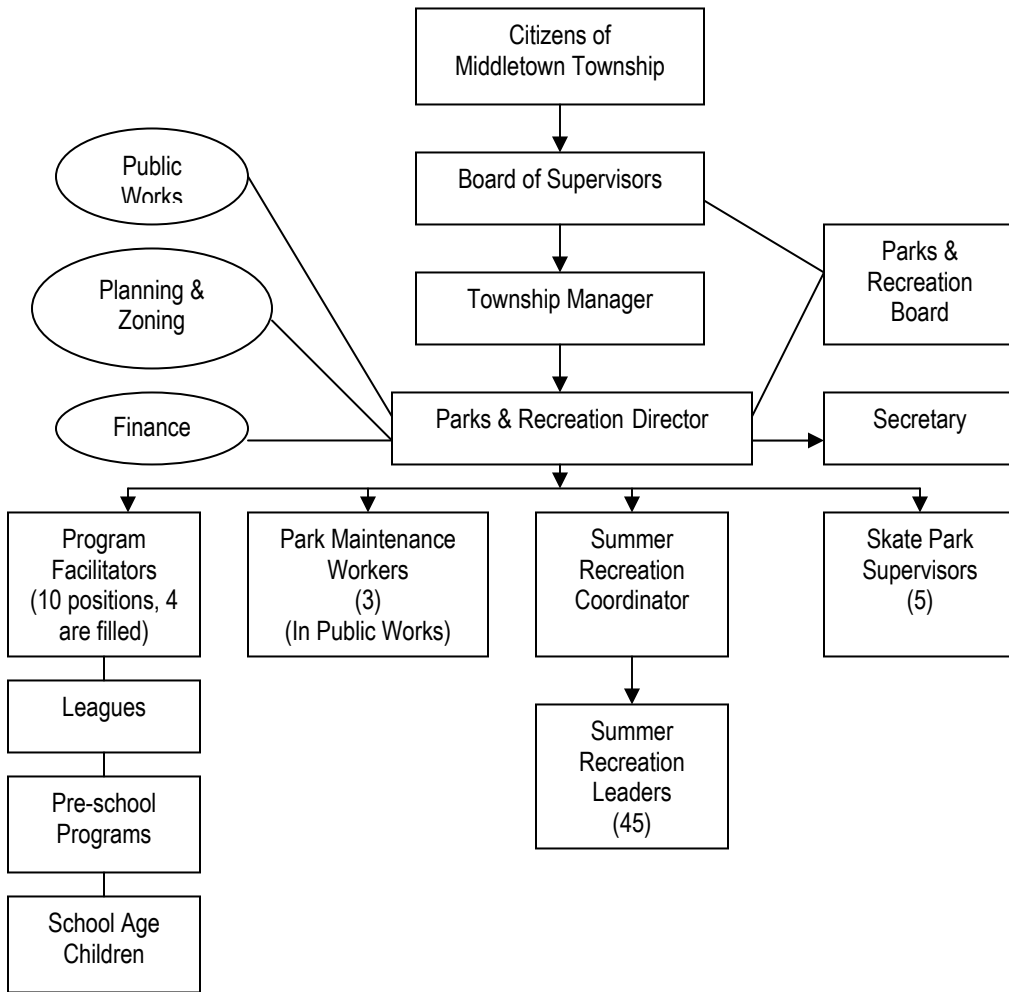 Citizens of
Middletown Township
Public
Works
Board of Supervisors
Parks &
Recreation
Board
Planning &
Zoning
Township Manager
Finance
Parks & Recreation Director
Secretary
Program
Facilitators
(10 positions, 4
are filled)
Park Maintenance
Workers
(3)
(In Public Works)
Summer
Recreation
Coordinator
Skate Park
Supervisors
(5)
Leagues
Summer
Recreation
Leaders
(45)
Pre-school
Programs
School Age
Children